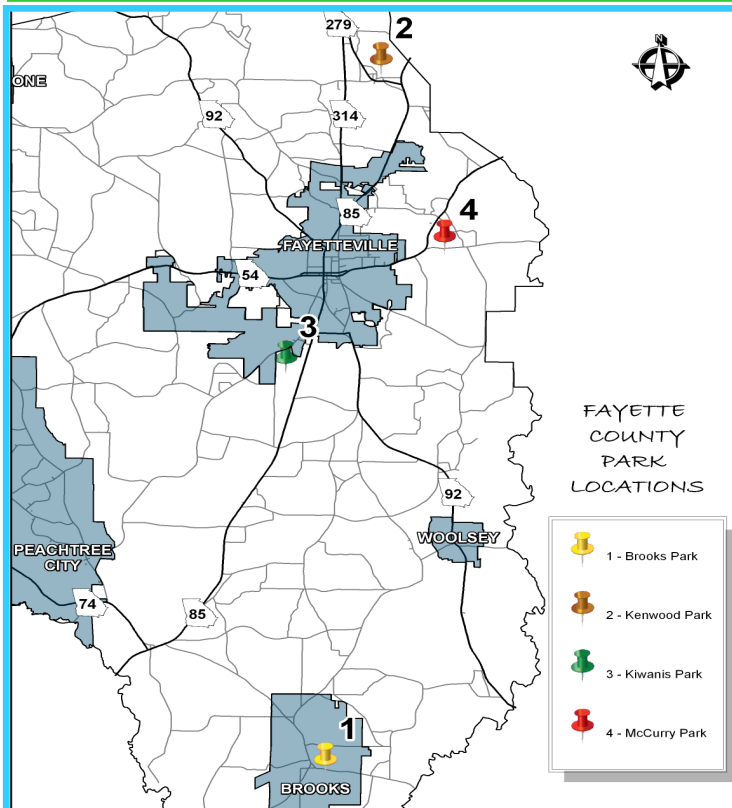 279
2
N
ONE
92
314
85
4
FAYETTEVILLE
54
3
FAYETTE
COUNTY
PARK
LOCATIONS
92
WOOLSEY
PEACHTREE
CITY
74
85
1
BROOKS
1 - Brooks Park
2 - Kenwood Park
3 - Kiwanis Park
4 - McCurry Park